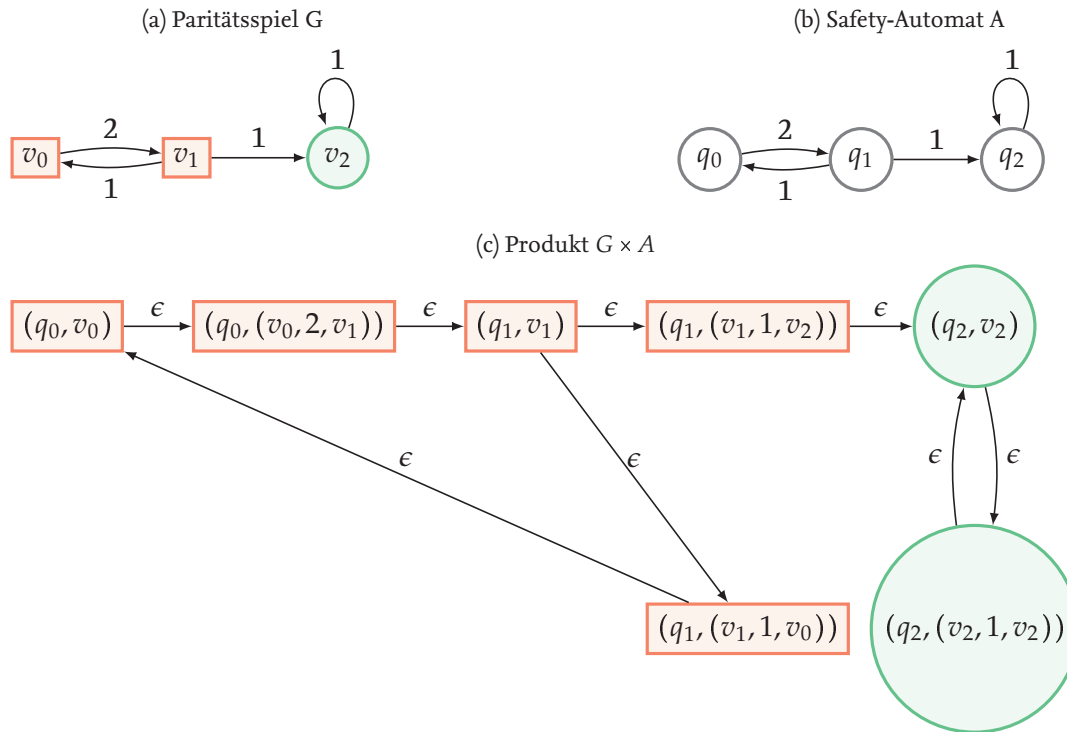 (a) Paritätsspiel G
(b) Safety-Automat A
1
1
2
1
2
1
v₀
v₁
v₂
q₀
q₁
q₂
1
1
(c) Produkt G × A
(q₀, v₀)
ϵ
(q₀, (v₀, 2, v₁))
ϵ
(q₁, v₁)
ϵ
(q₁, (v₁, 1, v₂))
ϵ
(q₂, v₂)
ϵ
ϵ
ϵ
ϵ
(q₁, (v₁, 1, v₀))
(q₂, (v₂, 1, v₂))